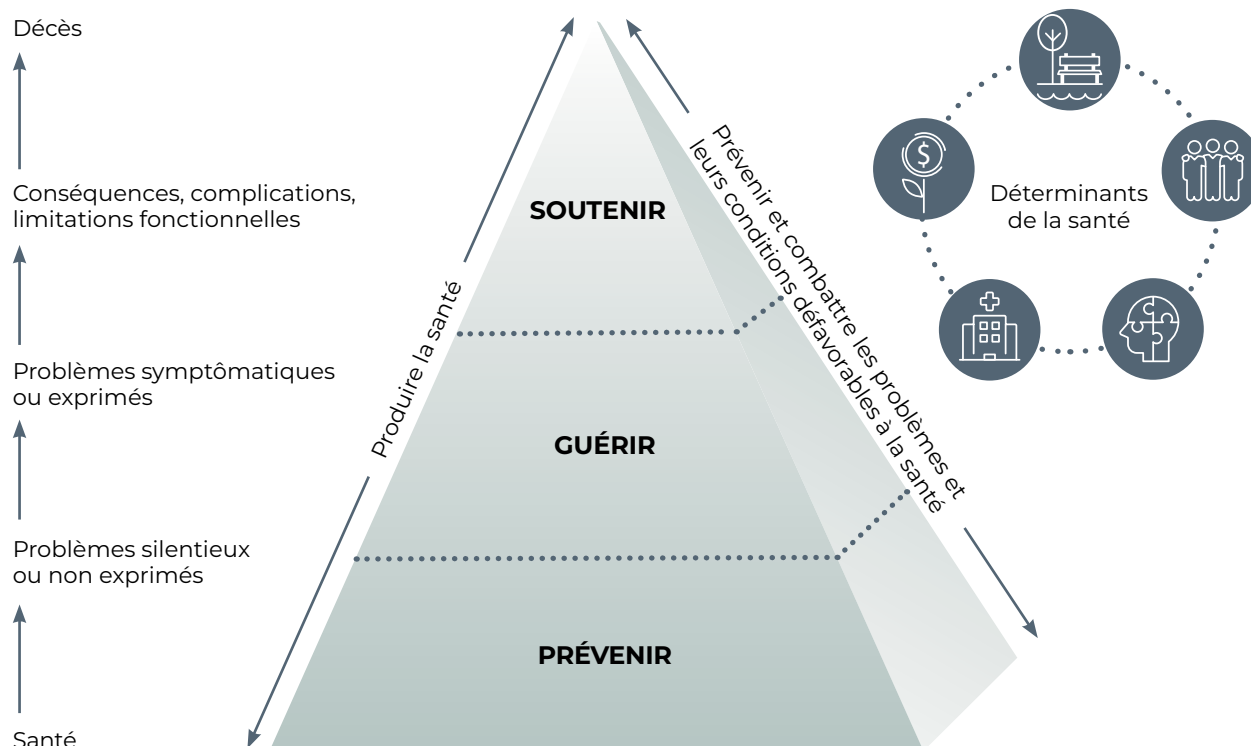 Décès
Conséquences, complications,
limitations fonctionnelles
Problèmes symptômatiques
ou exprimés
Problèmes silentieux
ou non exprimés
Santé
Produire la santé
SOUTENIR
GUÉRIR
PRÉVENIR
Prévenir et combattre les problèmes et
leurs conditions défavorables à la santé
$
Déterminants
de la santé